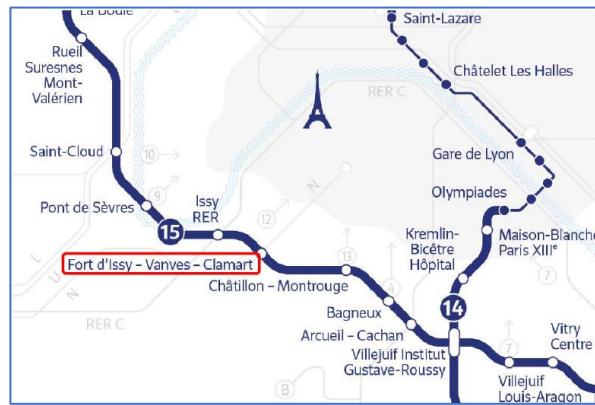 La Boule
Saint-Lazare
Rueil
Suresnes
Mont-
Valérien
Châtelet Les Halles
RER C
Saint-Cloud
10
Gare de Lyon
Olympiades
9
Pont de Sèvres
Issy
RER
12
N
15
Kremlin-
Bicêtre
Hôpital
Maison-Blanche
Paris XIIIᵉ
L
U
N
Fort d'Issy – Vanves – Clamart
13
Châtillon – Montrouge
7
4
14
RER C
Bagneux
Arcueil – Cachan
Vitry
Centre
Villejuif Institut
Gustave-Roussy
7
B
Villejuif
Louis-Aragon